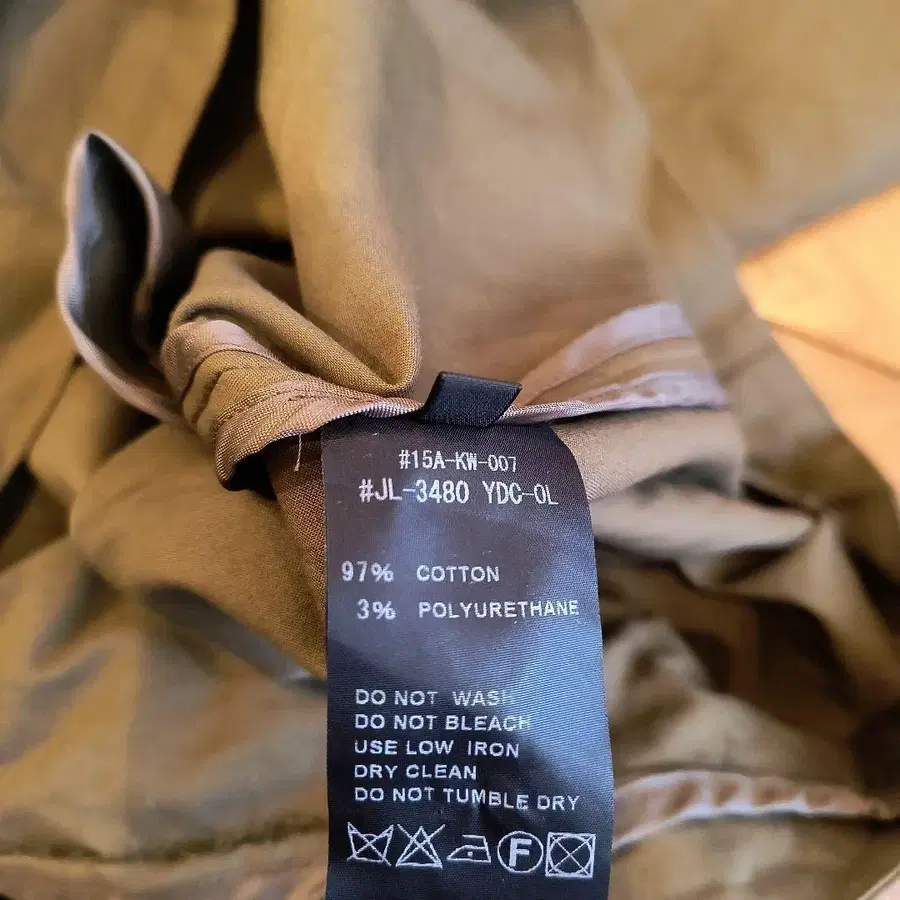 #15A-KW-007
#JL-3480 YDC-OL
97% COTTON
3% POLYURETHANE
DO NOT WASH
DO NOT BLEACH
USE LOW IRON
DRY CLEAN
DO NOT TUMBLE DRY
F